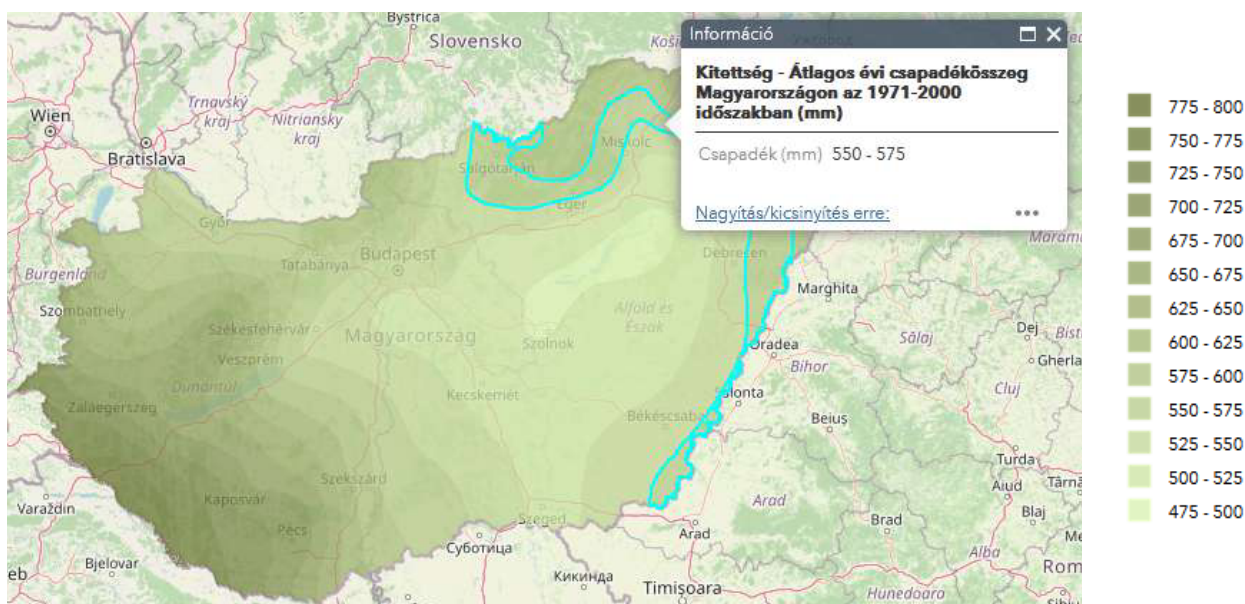 Bystrica
Slovensko
Információ
Kitettség - Átlagos évi csapadékösszeg
Magyarországon az 1971-2000
időszakban (mm)
Csapadék (mm) 550 - 575
Nagyítás/kicsinyítés erre:
Trnavský
kraj
Nitriansky
kraj
Wien
Bratislava
Miskolc
Salgótarján
Eger
Győr
Budapest
Tatabánya
Debrecen
Burgenland
Marghita
Szombathely
Alföld és
Észak
Székesfehérvár
Magyarország
Szolnok
Veszprém
Oradea
Sălaj
Dej
Gherla
Bihor
Dunántúl
Zalaegerszeg
Kecskemét
Salonta
Cluj
Békéscsaba
Beiuș
Szekszárd
Turda
Varaždin
Kaposvár
Aiud
Pécs
Szeged
Arad
Blaj
Brad
Arad
Суботица
Alba
Bjelovar
Кикинда
Timișoara
Hunedoara
775 - 800
750 - 775
725 - 750
700 - 725
675 - 700
650 - 675
625 - 650
600 - 625
575 - 600
550 - 575
525 - 550
500 - 525
475 - 500